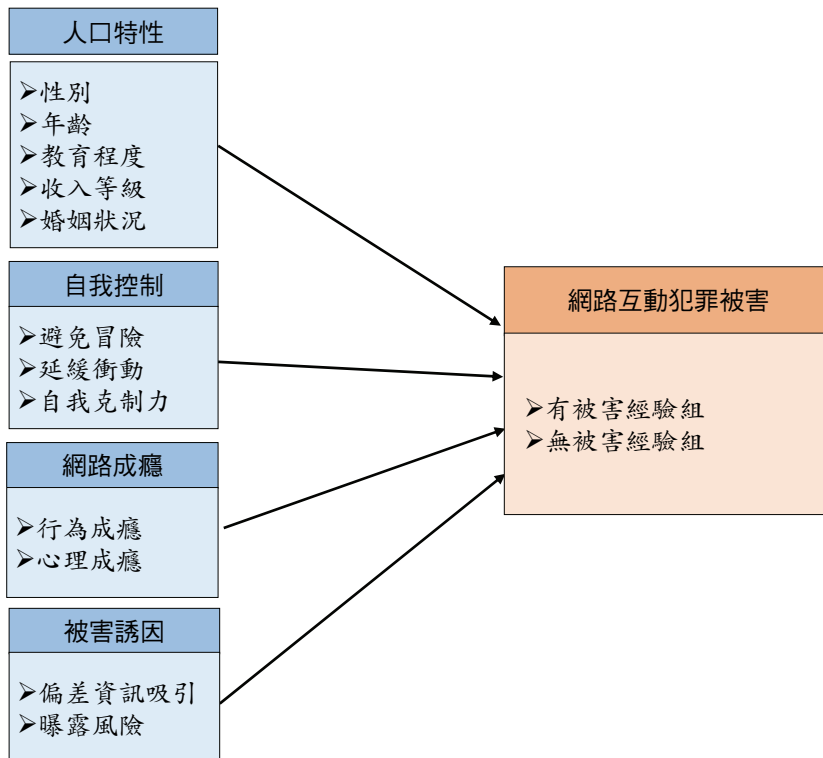 人口特性
➢性別
➢年齡
➢教育程度
➢收入等級
➢婚姻狀況
自我控制
➢避免冒險
➢延緩衝動
➢自我克制力
網路成癮
➢行為成癮
➢心理成癮
被害誘因
➢偏差資訊吸引
➢曝露風險
網路互動犯罪被害
➢有被害經驗組
➢無被害經驗組